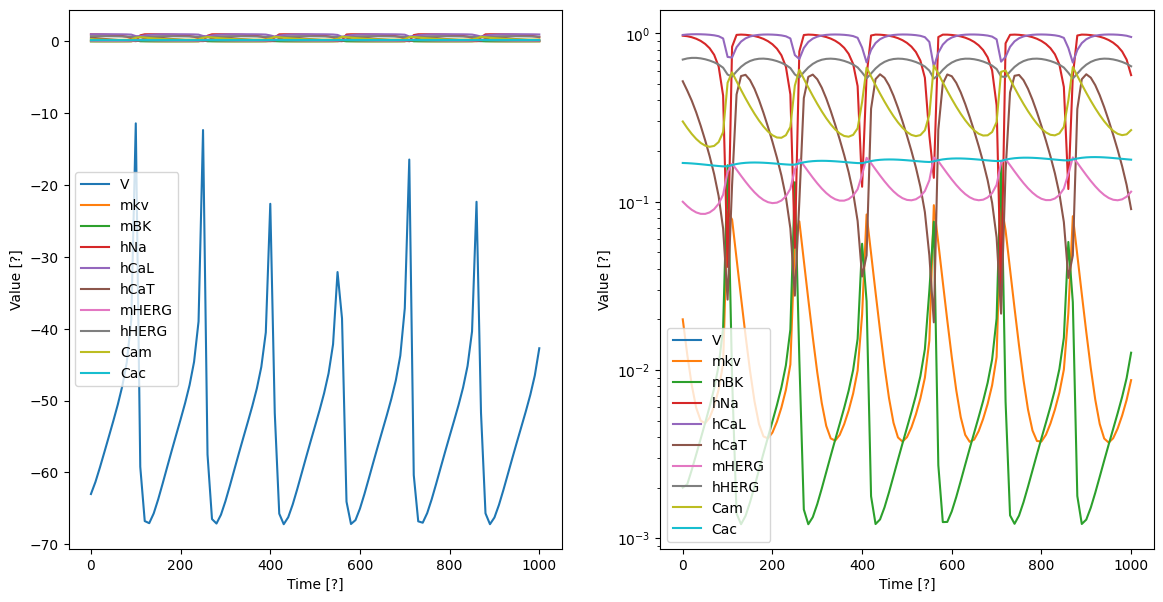 0
−10
−20
−30
−40
−50
−60
−70
Value [?]
V
mkv
mBK
hNa
hCaL
hCaT
mHERG
hHERG
Cam
Cac
0
200
400
600
800
1000
Time [?]
10⁰
10⁻¹
10⁻²
10⁻³
Value [?]
V
mkv
mBK
hNa
hCaL
hCaT
mHERG
hHERG
Cam
Cac
0
200
400
600
800
1000
Time [?]